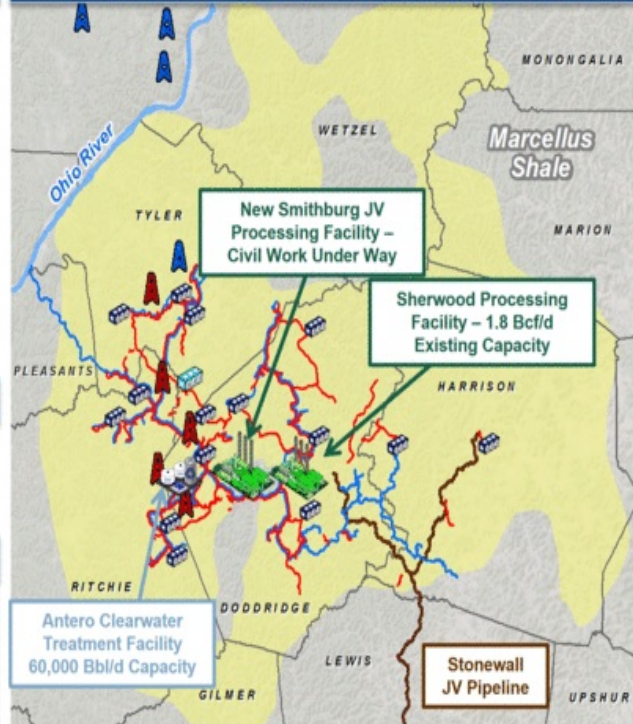 MONONGALIA
WETZEL
Marcellus
Shale
Ohio River
TYLER
MARION
New Smithburg JV
Processing Facility –
Civil Work Under Way
Sherwood Processing
Facility – 1.8 Bcf/d
Existing Capacity
PLEASANTS
HARRISON
RITCHIE
DODDRIDGE
Antero Clearwater
Treatment Facility
60,000 Bbl/d Capacity
LEWIS
Stonewall
JV Pipeline
GILMER
UPSHUR